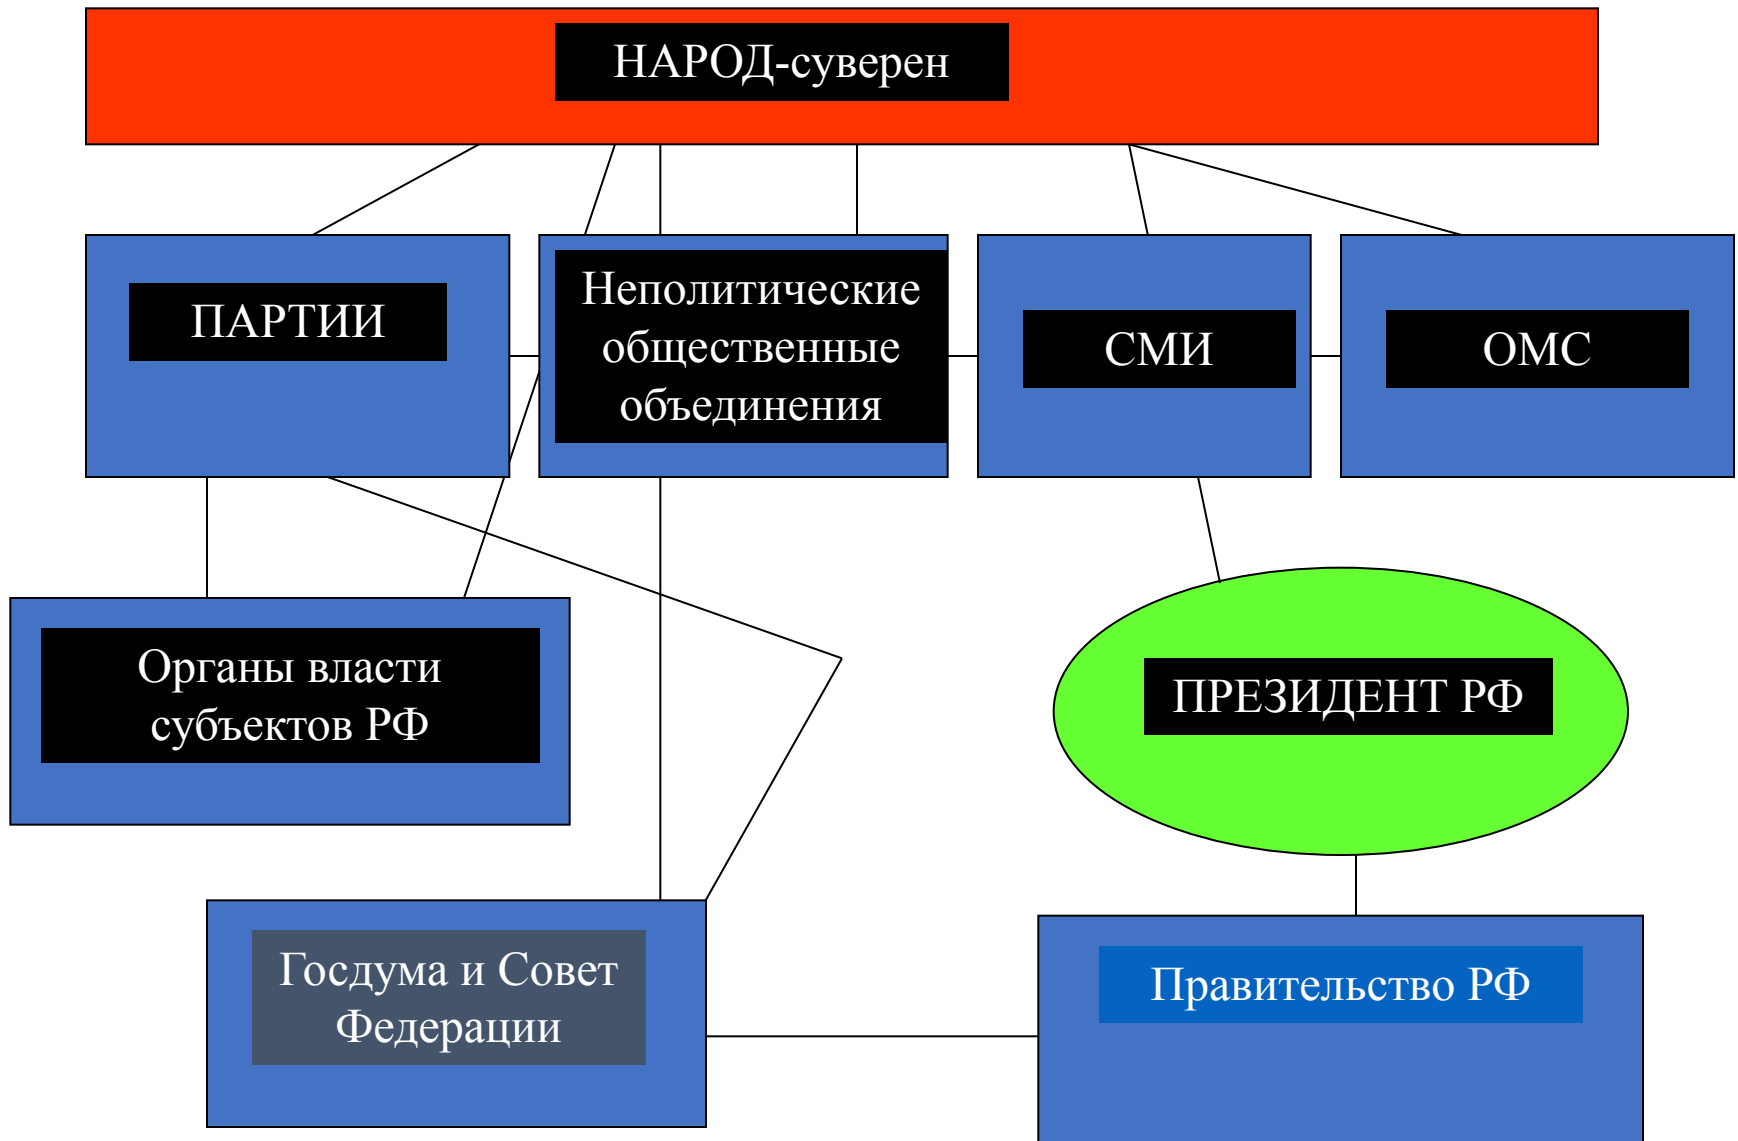 НАРОД-суверен
ПАРТИИ
Неполитические
общественные
объединения
СМИ
ОМС
Органы власти
субъектов РФ
ПРЕЗИДЕНТ РФ
Госдума и Совет
Федерации
Правительство РФ